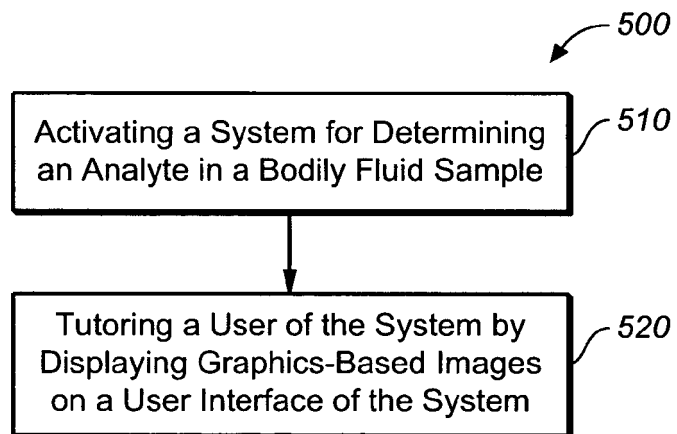 500
Activating a System for Determining
an Analyte in a Bodily Fluid Sample
510
Tutoring a User of the System by
Displaying Graphics-Based Images
on a User Interface of the System
520